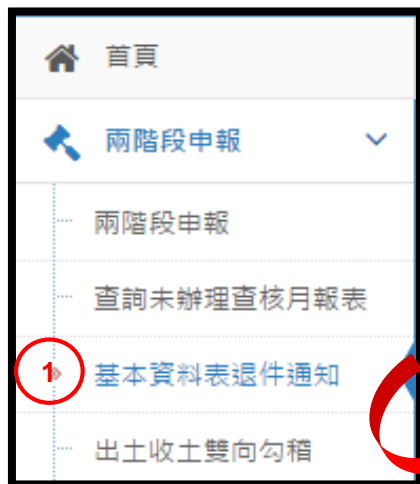 首頁
兩階段申報
兩階段申報
查詢未辦理查核月報表
1 基本資料表退件通知
出土收土雙向勾稽